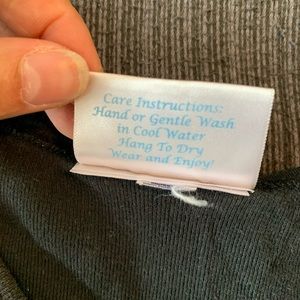 Care Instructions:
Hand or Gentle Wash
in Cool Water
Hang To Dry
Wear and Enjoy!